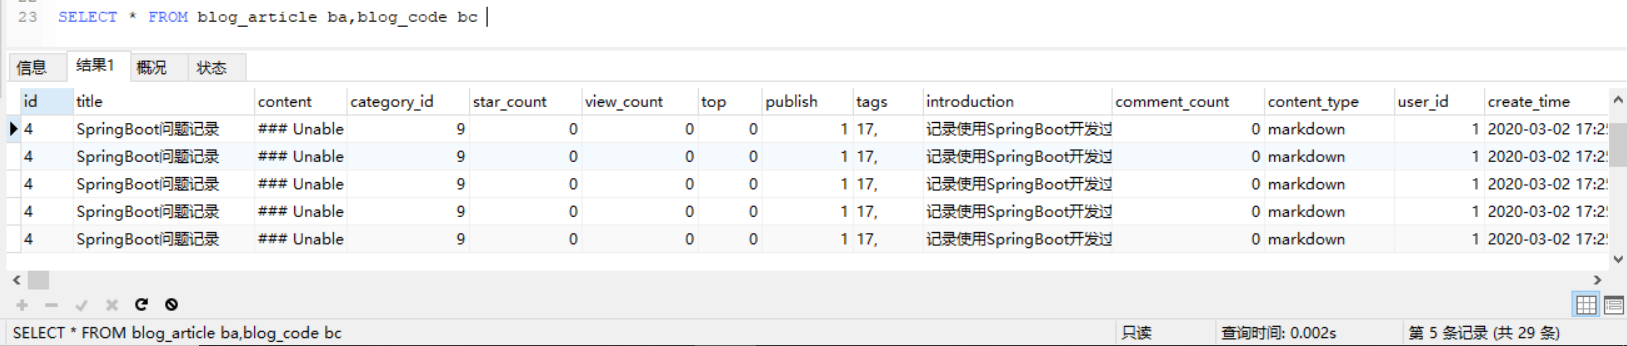 23 SELECT * FROM blog_article ba,blog_code bc
信息 结果1 概况 状态
id title content category_id star_count view_count top publish tags introduction comment_count content_type user_id create_time
4 SpringBoot问题记录 ### Unable 9 0 0 0 1 17, 记录使用SpringBoot开发过 0 markdown 1 2020-03-02 17:25
4 SpringBoot问题记录 ### Unable 9 0 0 0 1 17, 记录使用SpringBoot开发过 0 markdown 1 2020-03-02 17:25
4 SpringBoot问题记录 ### Unable 9 0 0 0 1 17, 记录使用SpringBoot开发过 0 markdown 1 2020-03-02 17:25
4 SpringBoot问题记录 ### Unable 9 0 0 0 1 17, 记录使用SpringBoot开发过 0 markdown 1 2020-03-02 17:25
4 SpringBoot问题记录 ### Unable 9 0 0 0 1 17, 记录使用SpringBoot开发过 0 markdown 1 2020-03-02 17:25
SELECT * FROM blog_article ba,blog_code bc 只读 查询时间: 0.002s 第 5 条记录 (共 29 条)